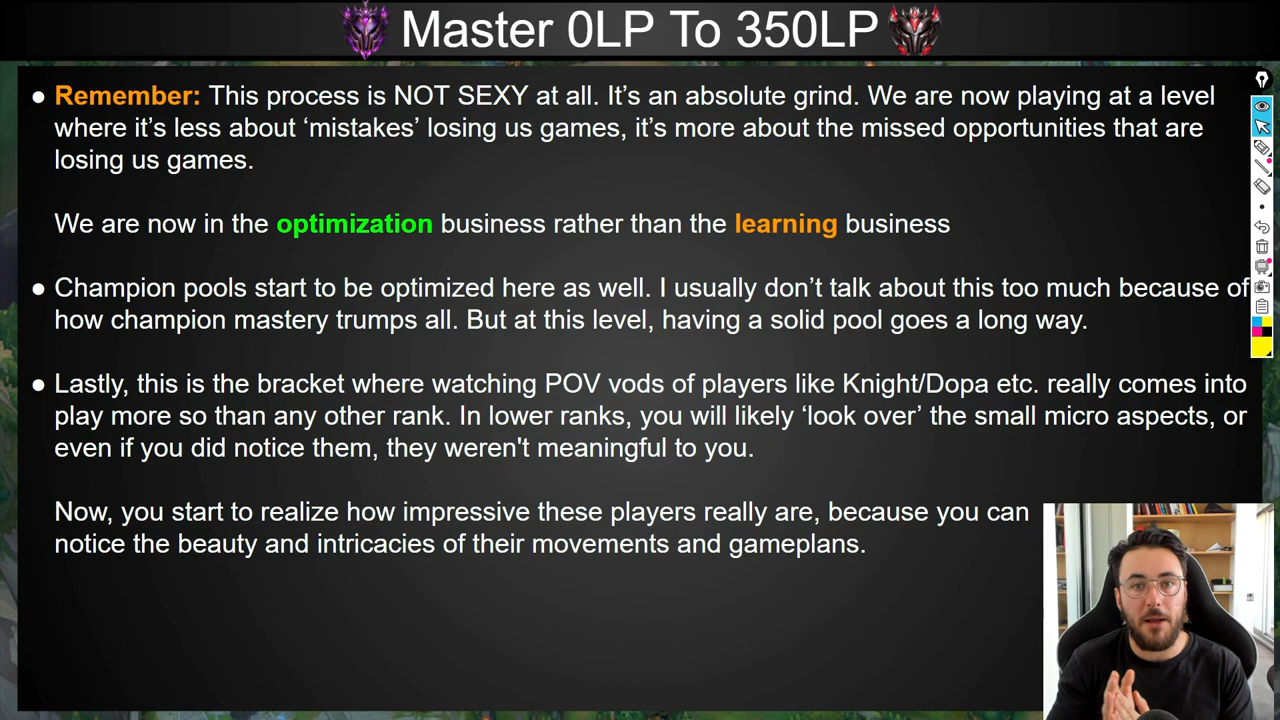 Master 0LP To 350LP
● Remember: This process is NOT SEXY at all. It’s an absolute grind. We are now playing at a level
where it’s less about ‘mistakes’ losing us games, it’s more about the missed opportunities that are
losing us games.
We are now in the optimization business rather than the learning business
● Champion pools start to be optimized here as well. I usually don’t talk about this too much because of
how champion mastery trumps all. But at this level, having a solid pool goes a long way.
● Lastly, this is the bracket where watching POV vods of players like Knight/Dopa etc. really comes into
play more so than any other rank. In lower ranks, you will likely ‘look over’ the small micro aspects, or
even if you did notice them, they weren't meaningful to you.
Now, you start to realize how impressive these players really are, because you can
notice the beauty and intricacies of their movements and gameplans.